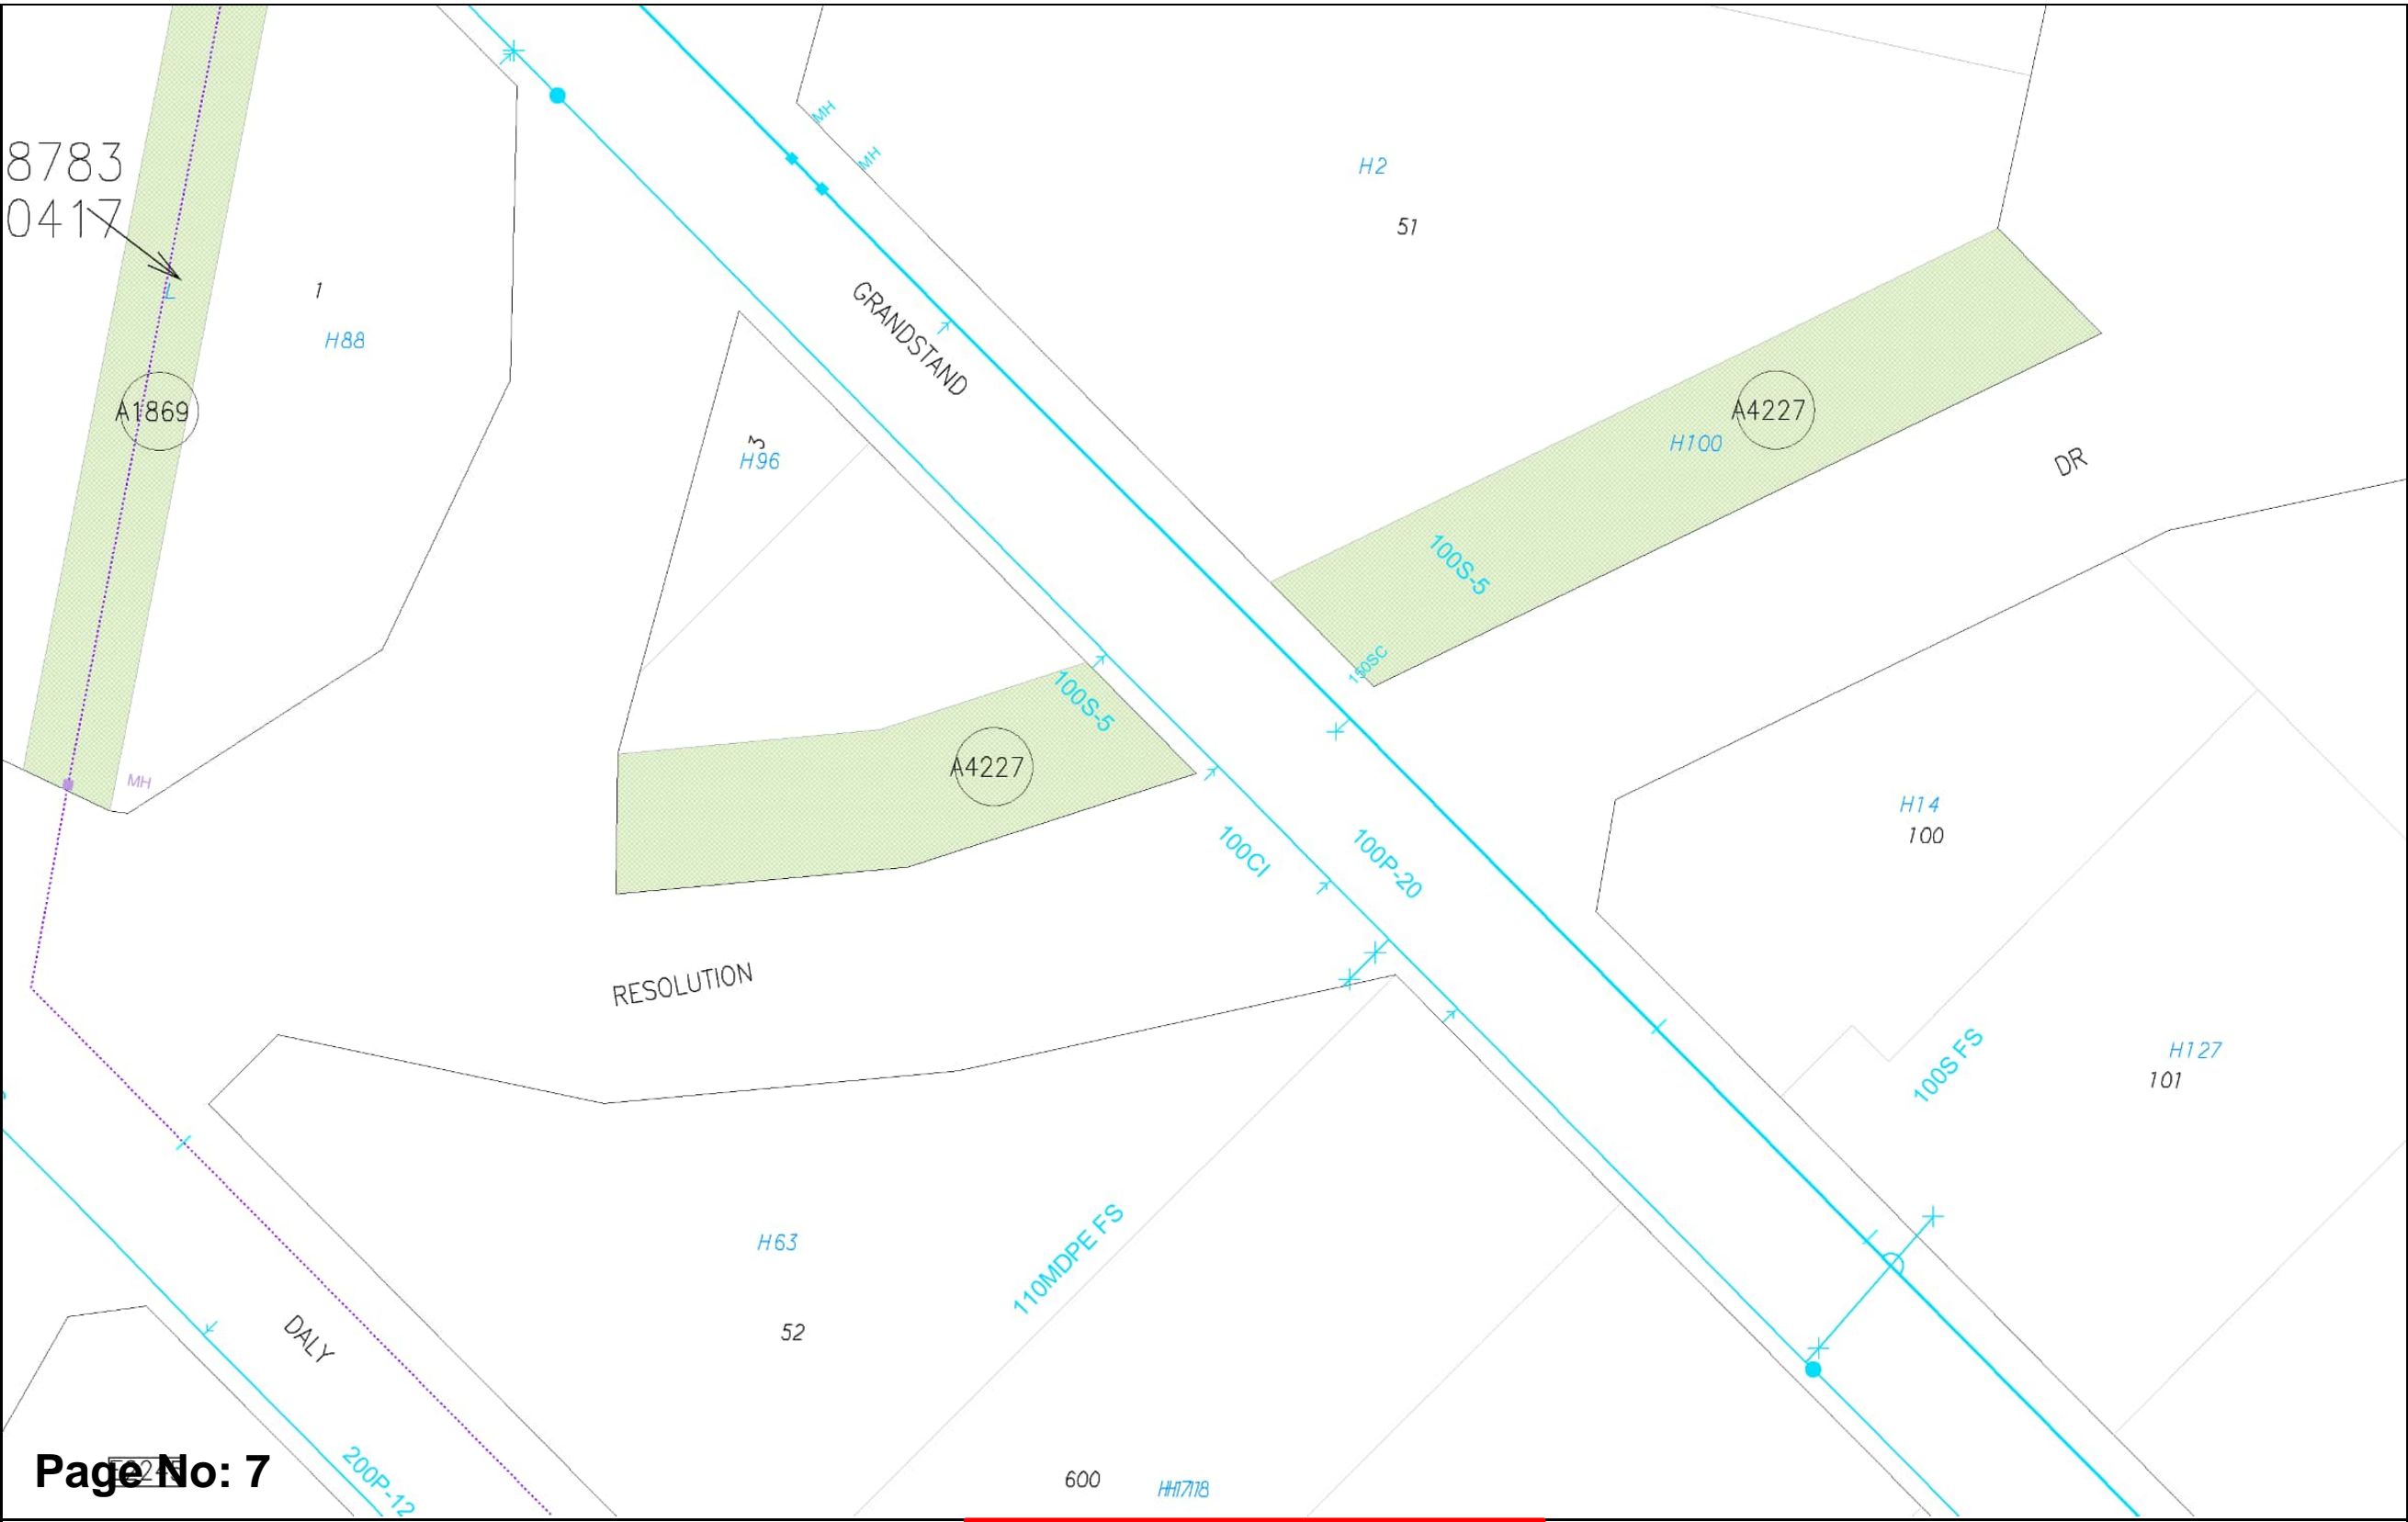 MH
MH
H2
8783
51
0417
L
1
GRANDSTAND
H88
A1869
A4227
3
H96
H100
DR
100S-5
150SC
100S-5
A4227
MH
H14
100
100CI
100P-20
RESOLUTION
H127
100S FS
101
H63
110MDPE FS
52
DALY
Page No: 7
200P-12
600